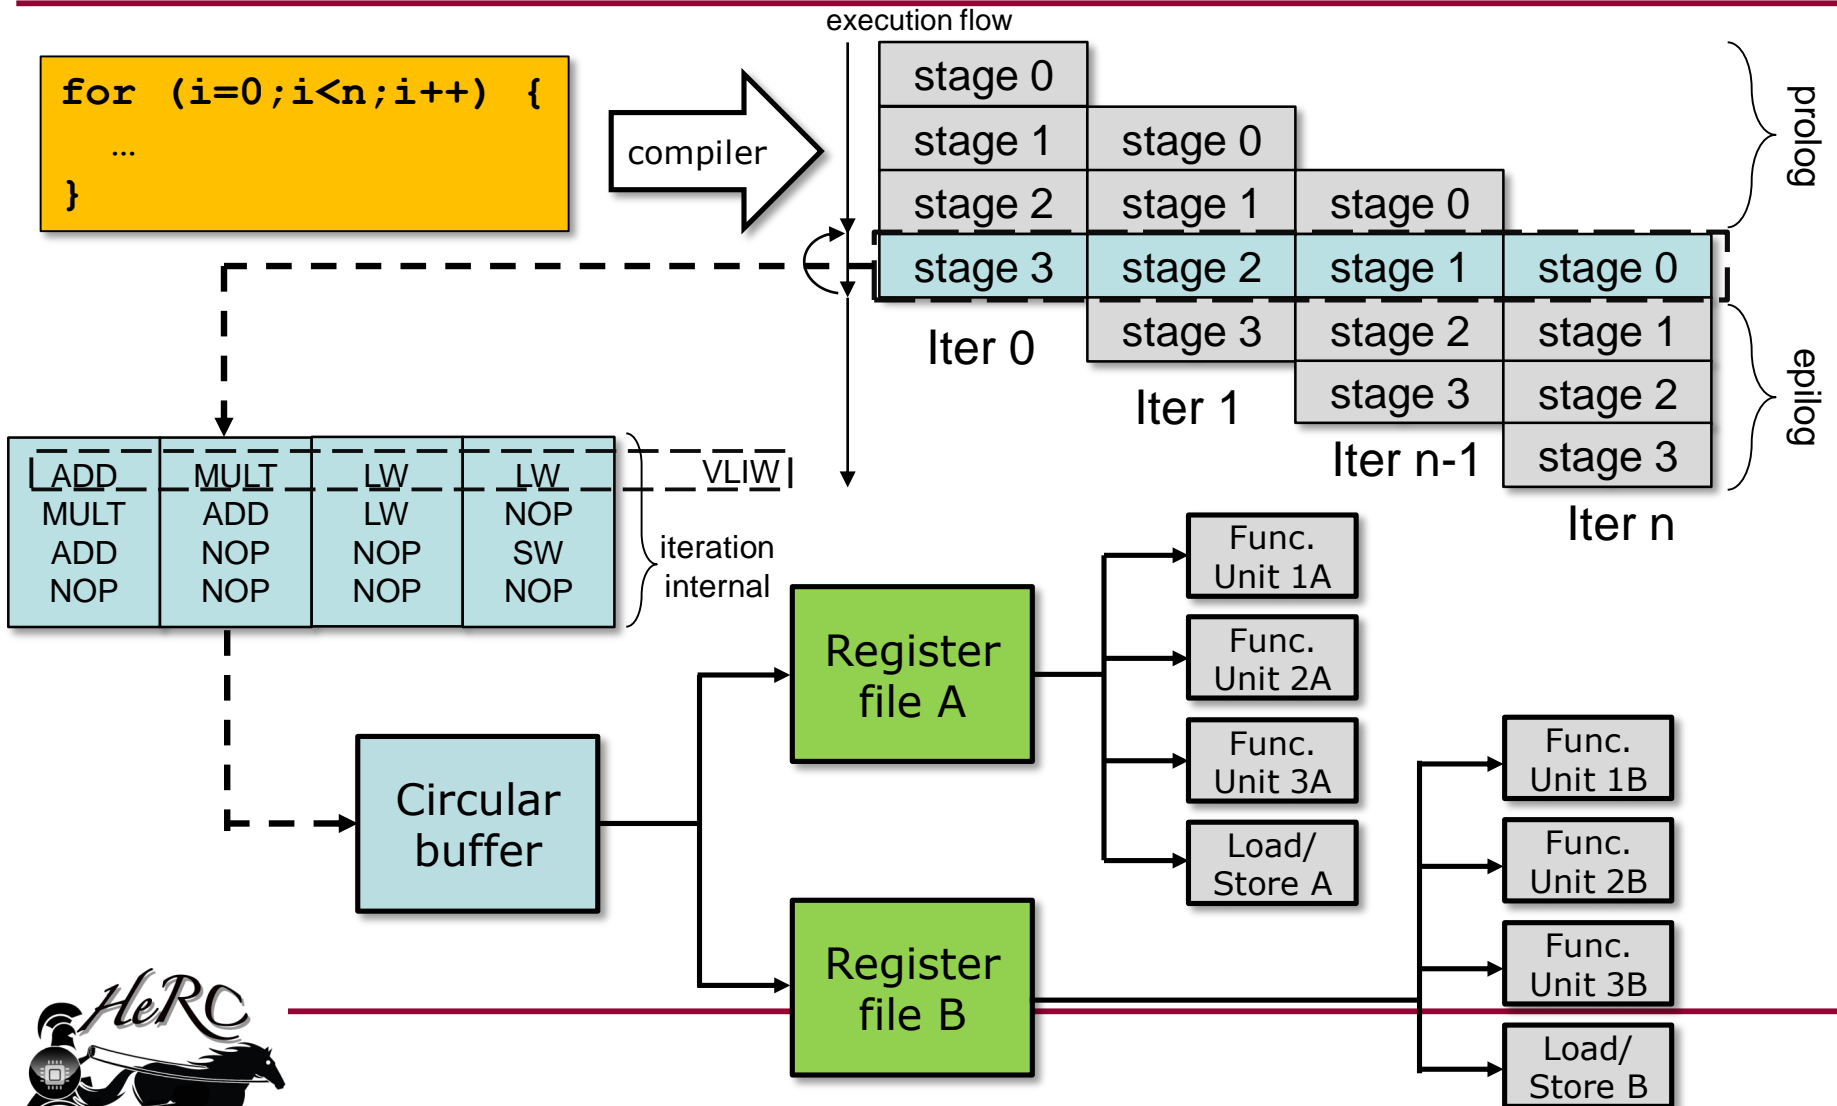 execution flow
for (i=0;i<n;i++) {
...
}
compiler
stage 0
stage 1 stage 0
stage 2 stage 1 stage 0
stage 3 stage 2 stage 1 stage 0
stage 3 stage 2 stage 1
stage 3 stage 2
stage 3
Iter 0
Iter 1
Iter n-1
Iter n
prolog
epilog
ADD MULT LW LW VLIW
MULT ADD LW NOP
ADD NOP NOP SW
NOP NOP NOP NOP
iteration
internal
Circular
buffer
Register
file A
Register
file B
Func.
Unit 1A
Func.
Unit 2A
Func.
Unit 3A
Load/
Store A
Func.
Unit 1B
Func.
Unit 2B
Func.
Unit 3B
Load/
Store B
HeRC